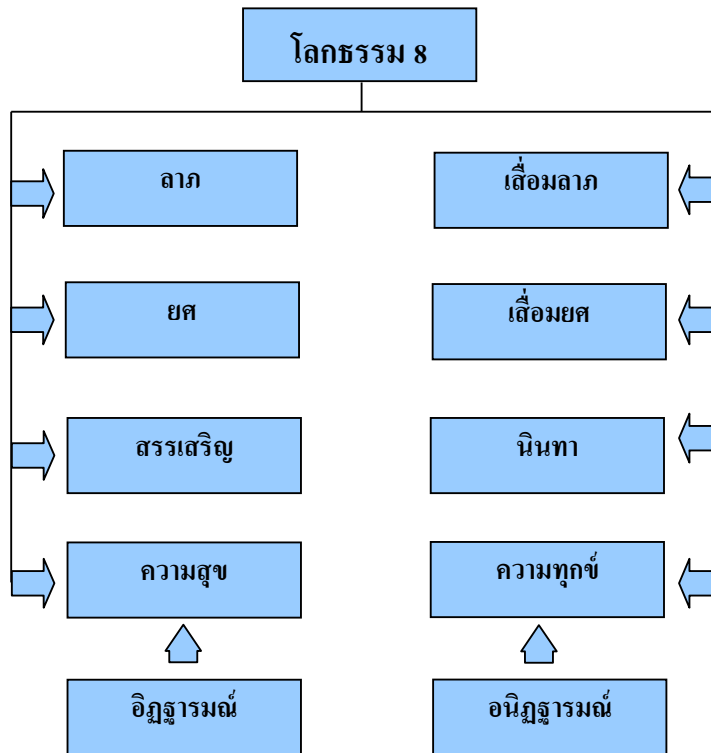 โลกธรรม 8
ลาภ
เสื่อมลาภ
ยศ
เสื่อมยศ
สรรเสริญ
นินทา
ความสุข
ความทุกข์
อิฏฐารมณ์
อนิฏฐารมณ์